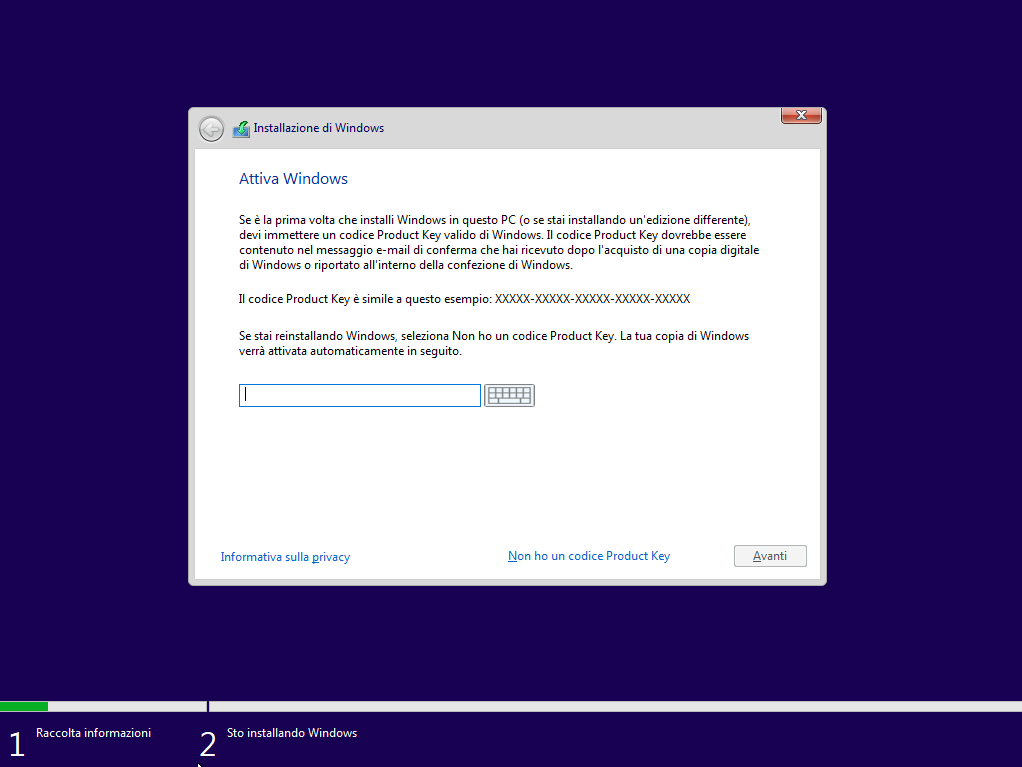 Installazione di Windows
Attiva Windows
Se è la prima volta che installi Windows in questo PC (o se stai installando un'edizione differente),
devi immettere un codice Product Key valido di Windows. Il codice Product Key dovrebbe essere
contenuto nel messaggio e-mail di conferma che hai ricevuto dopo l'acquisto di una copia digitale
di Windows o riportato all'interno della confezione di Windows.
Il codice Product Key è simile a questo esempio: XXXXX-XXXXX-XXXXX-XXXXX-XXXXX
Se stai reinstallando Windows, seleziona Non ho un codice Product Key. La tua copia di Windows
verrà attivata automaticamente in seguito.
Informativa sulla privacy
Non ho un codice Product Key
Avanti
1 Raccolta informazioni
2 Sto installando Windows